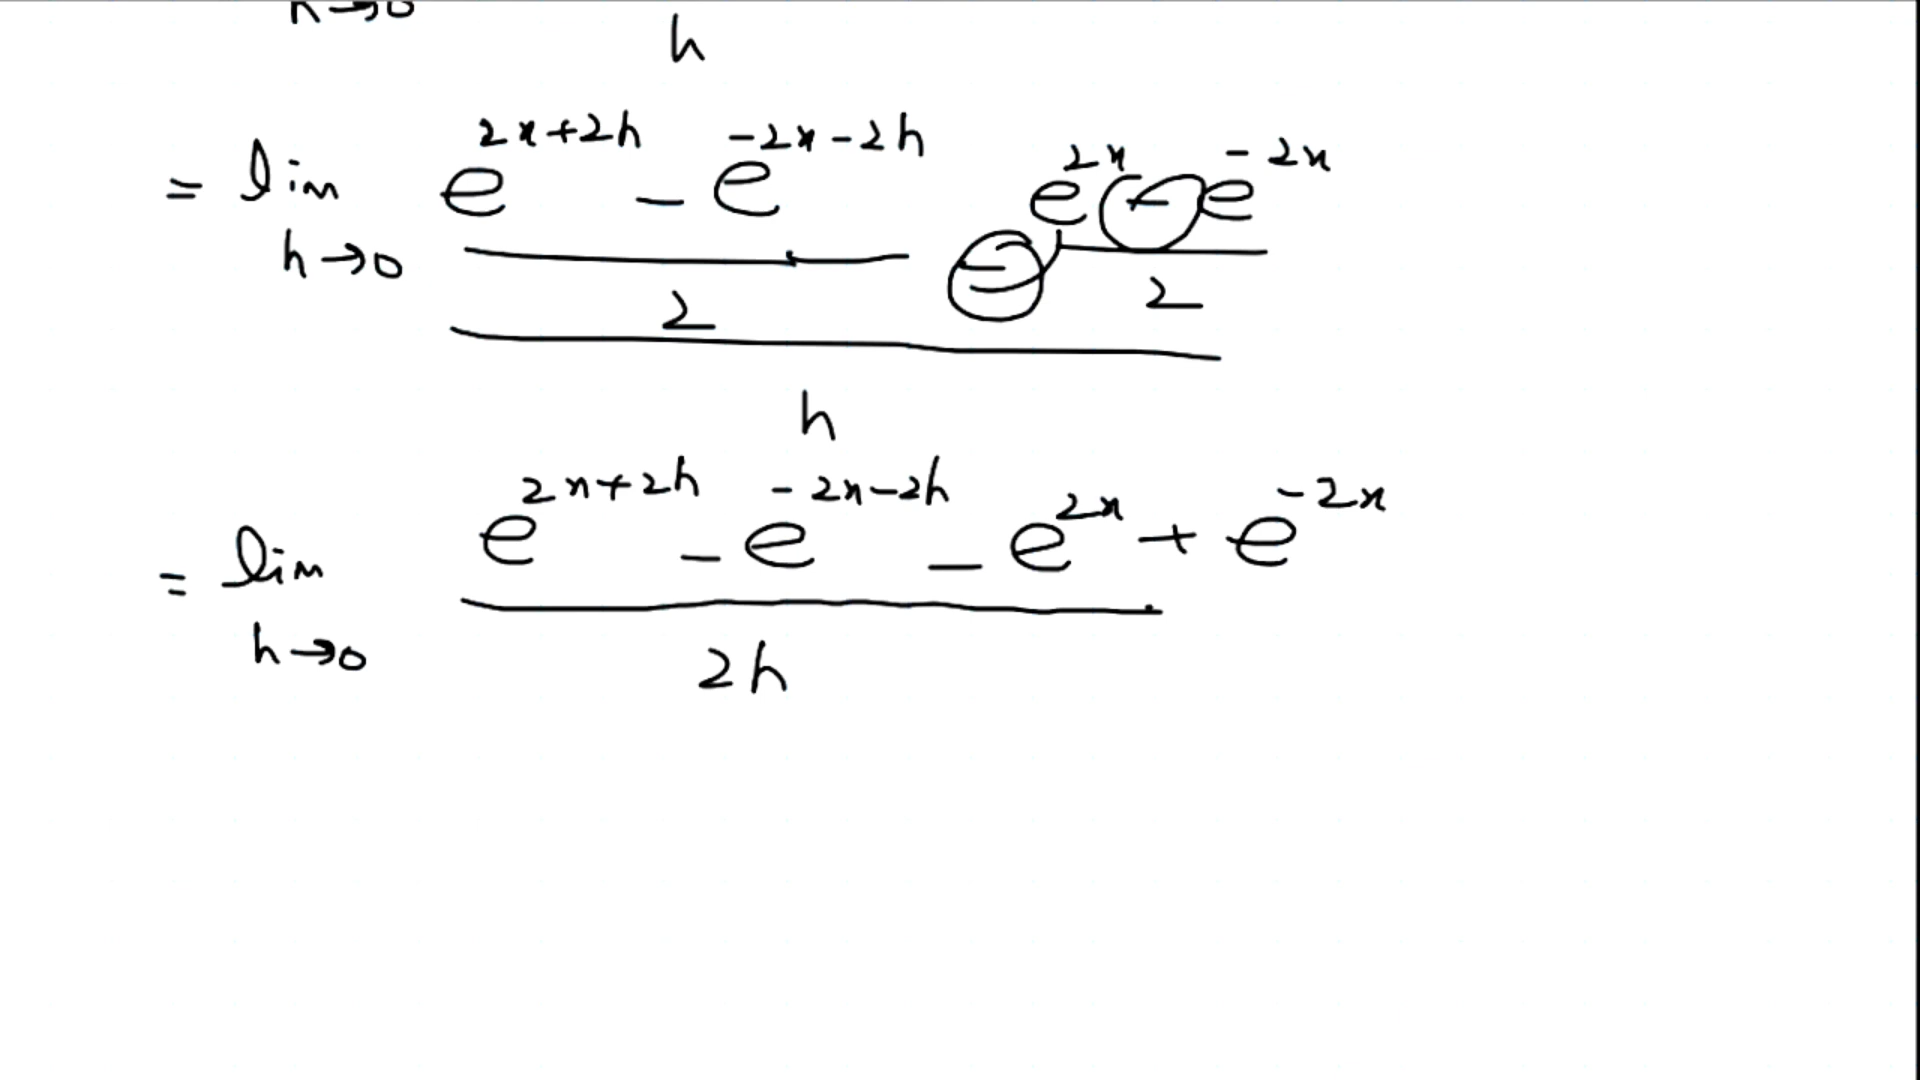 h→0
h
= lim e^{2x+2h} - e^{-2x-2h} e^{2x} - e^{-2x}
h→0 -
2 2
h
= lim e^{2x+2h} - e^{-2x-2h} - e^{2x} + e^{-2x}
h→0 2h